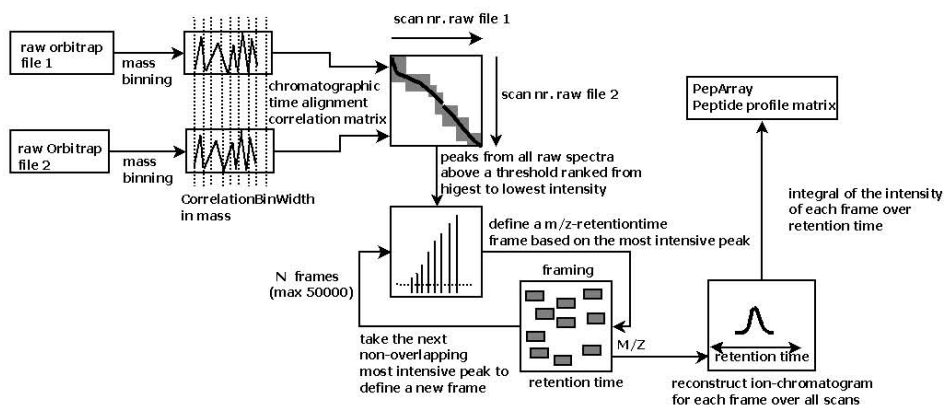 scan nr. raw file 1
raw orbitrap
file 1
mass
binning
chromatographic
time alignment
correlation matrix
scan nr. raw file 2
PepArray
Peptide profile matrix
raw Orbitrap
file 2
mass
binning
CorrelationBinWidth
in mass
peaks from all raw spectra
above a threshold ranked from
higest to lowest intensity
integral of the intensity
of each frame over
retention time
define a m/z-retentiontime
frame based on the most intensive peak
N frames
(max 50000)
framing
take the next
non-overlapping
most intensive peak to
define a new frame
M/Z
retention time
retention time
reconstruct ion-chromatogram
for each frame over all scans